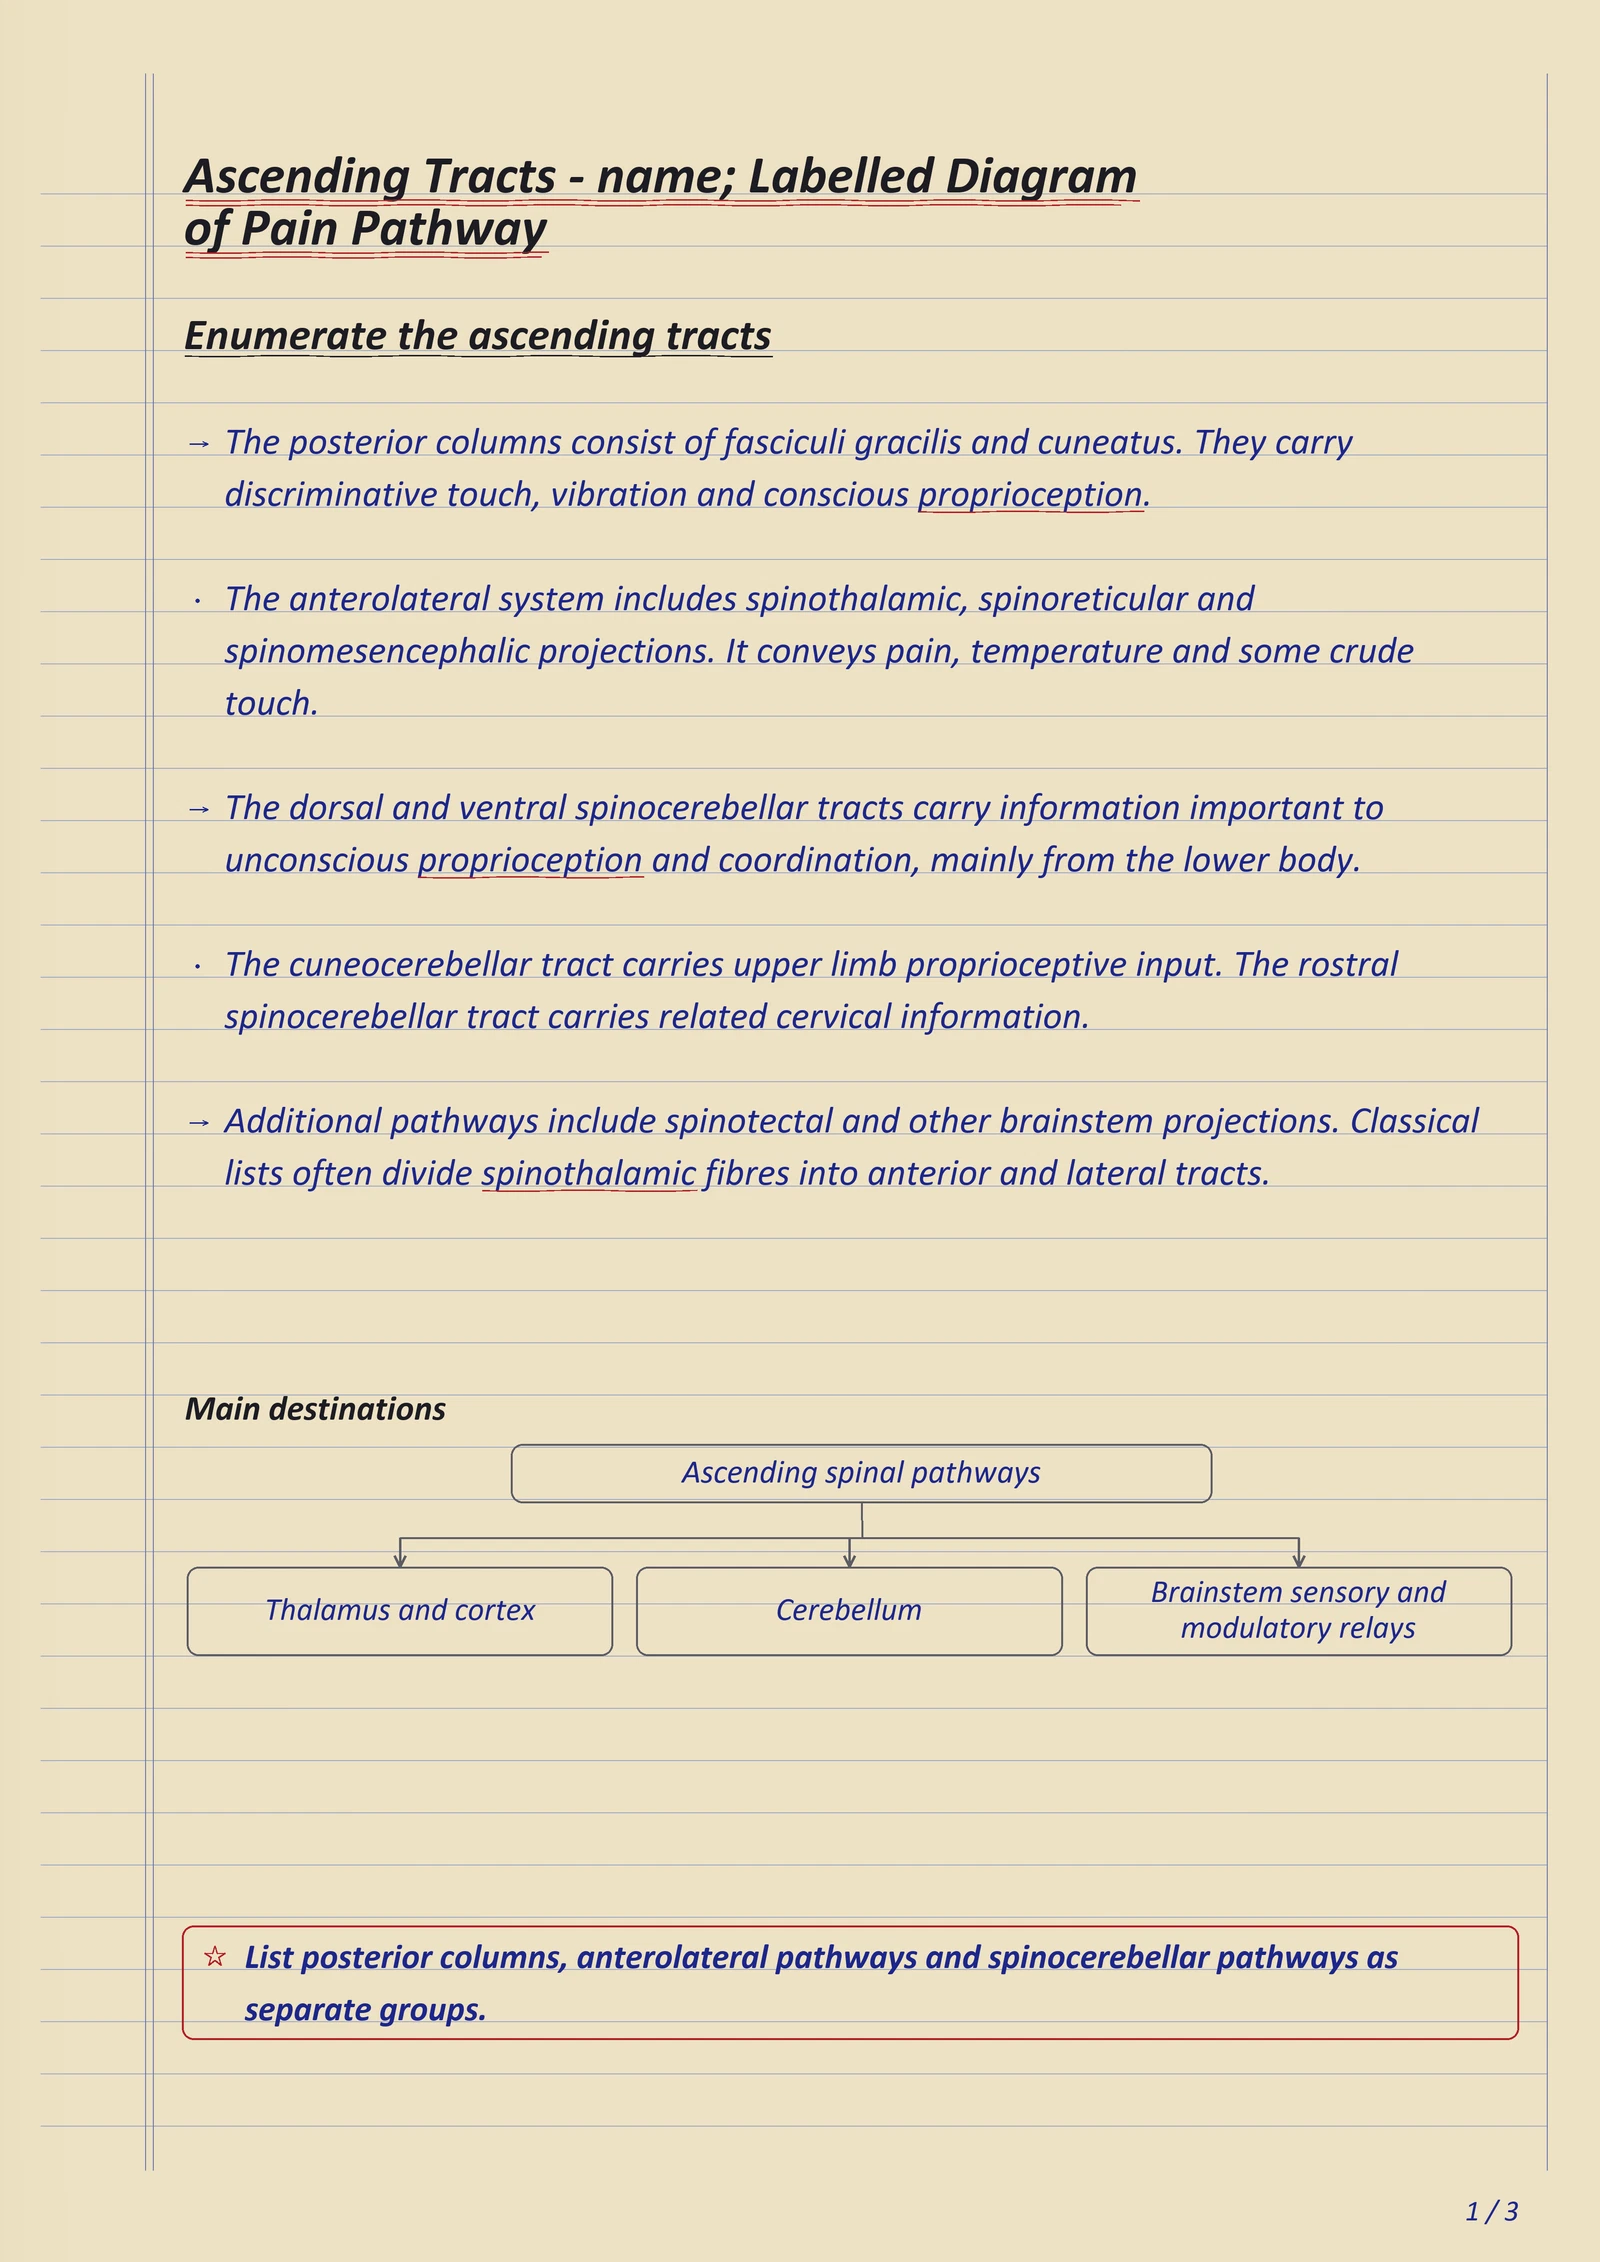 Ascending Tracts - name; Labelled Diagram
of Pain Pathway
Enumerate the ascending tracts
→ The posterior columns consist of fasciculi gracilis and cuneatus. They carry
discriminative touch, vibration and conscious proprioception.
· The anterolateral system includes spinothalamic, spinoreticular and
spinomesencephalic projections. It conveys pain, temperature and some crude
touch.
→ The dorsal and ventral spinocerebellar tracts carry information important to
unconscious proprioception and coordination, mainly from the lower body.
· The cuneocerebellar tract carries upper limb proprioceptive input. The rostral
spinocerebellar tract carries related cervical information.
→ Additional pathways include spinotectal and other brainstem projections. Classical
lists often divide spinothalamic fibres into anterior and lateral tracts.
Main destinations
Ascending spinal pathways
Thalamus and cortex
Cerebellum
Brainstem sensory and
modulatory relays
☆ List posterior columns, anterolateral pathways and spinocerebellar pathways as
separate groups.
1 / 3